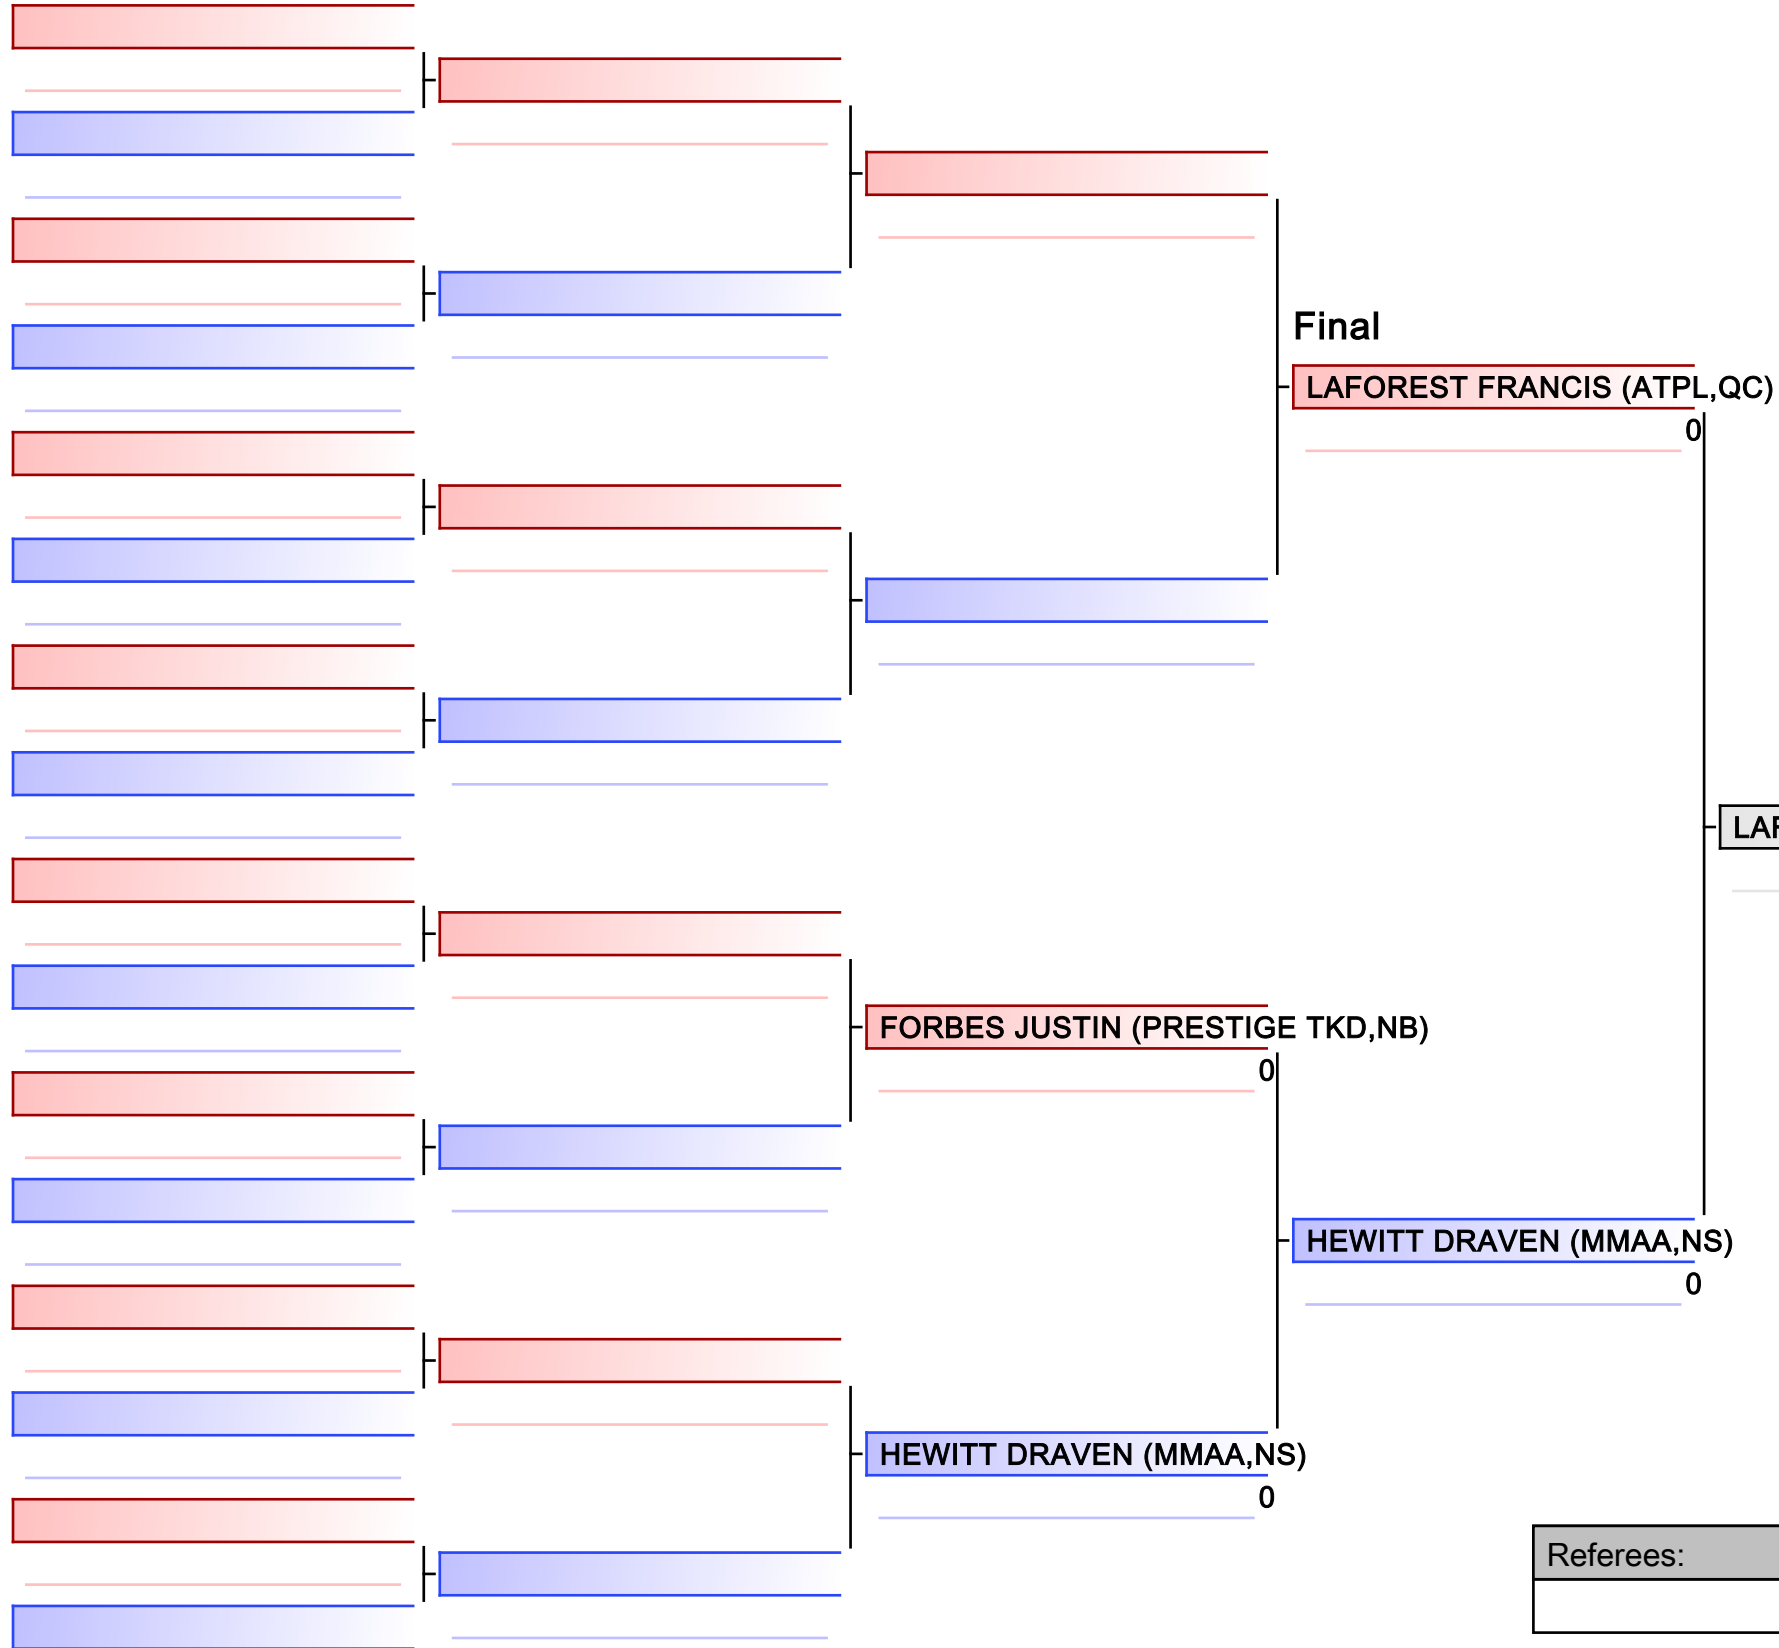 Final
LAFOREST FRANCIS (ATPL,QC)
0
FORBES JUSTIN (PRESTIGE TKD,NB)
0
HEWITT DRAVEN (MMAA,NS)
0
HEWITT DRAVEN (MMAA,NS)
0
Referees: